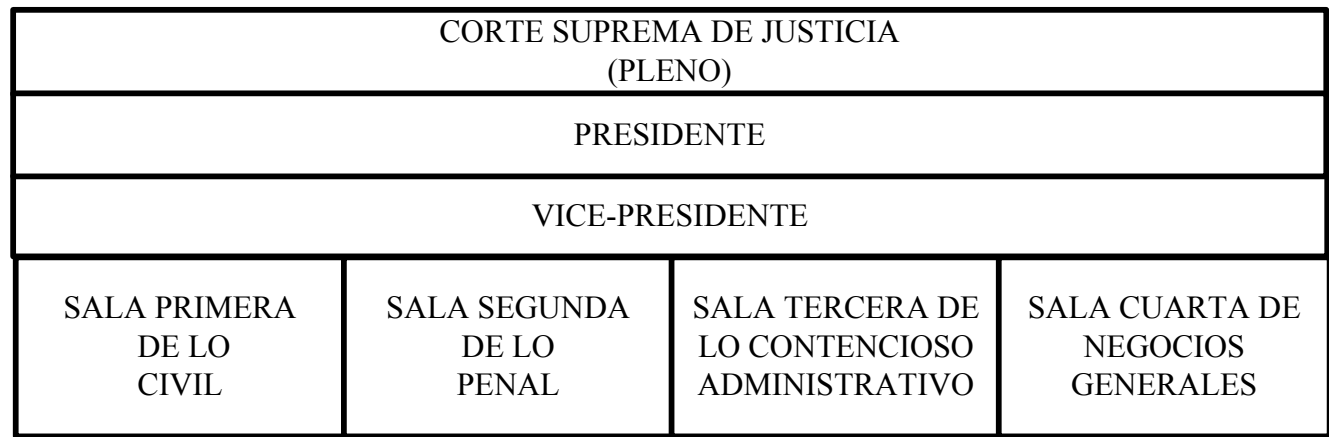 CORTE SUPREMA DE JUSTICIA
(PLENO)
PRESIDENTE
VICE-PRESIDENTE
SALA PRIMERA
DE LO
CIVIL
SALA SEGUNDA
DE LO
PENAL
SALA TERCERA DE
LO CONTENCIOSO
ADMINISTRATIVO
SALA CUARTA DE
NEGOCIOS
GENERALES